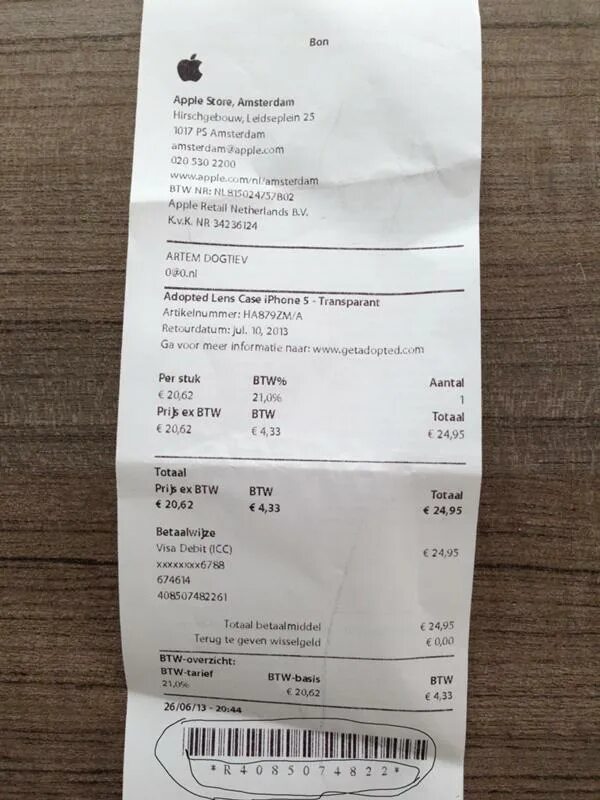 Bon
Apple Store, Amsterdam
Hirschgebouw, Leidseplein 25
1017 PS Amsterdam
amsterdam@apple.com
020 530 2200
www.apple.com/nl/amsterdam
BTW NR: NL815024757B02
Apple Retail Netherlands B.V.
K.v.K. NR 34236124
ARTEM DOGTIEV
0@0.nl
Adopted Lens Case iPhone 5 - Transparant
Artikelnummer: HA879ZM/A
Retourdatum: jul. 10, 2013
Ga voor meer informatie naar: www.getadopted.com
Per stuk BTW% Aantal
€ 20,62 21,0% 1
Prijs ex BTW BTW Totaal
€ 20,62 € 4,33 € 24,95
Totaal
Prijs ex BTW BTW Totaal
€ 20,62 € 4,33 € 24,95
Betaalwijze
Visa Debit (ICC) € 24,95
xxxxxxxx6788
674614
408507482261
Totaal betaalmiddel € 24,95
Terug te geven wisselgeld € 0,00
BTW-overzicht:
BTW-tarief BTW-basis BTW
21,0% € 20,62 € 4,33
26/06/13 - 20:44
*R4085074822*